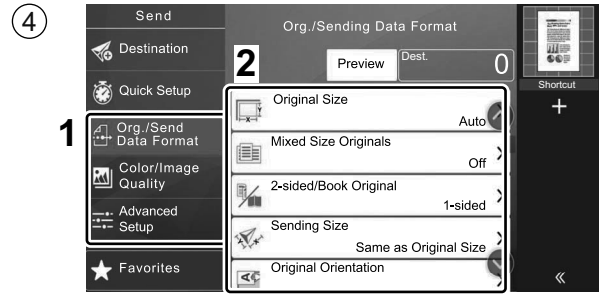 ④
Send
Destination
Quick Setup
1
Org./Send
Data Format
Color/Image
Quality
Advanced
Setup
Favorites
Org./Sending Data Format
2
Preview
Dest.
0
Original Size
Auto
Mixed Size Originals
Off
2-sided/Book Original
1-sided
Sending Size
Same as Original Size
Original Orientation
Shortcut